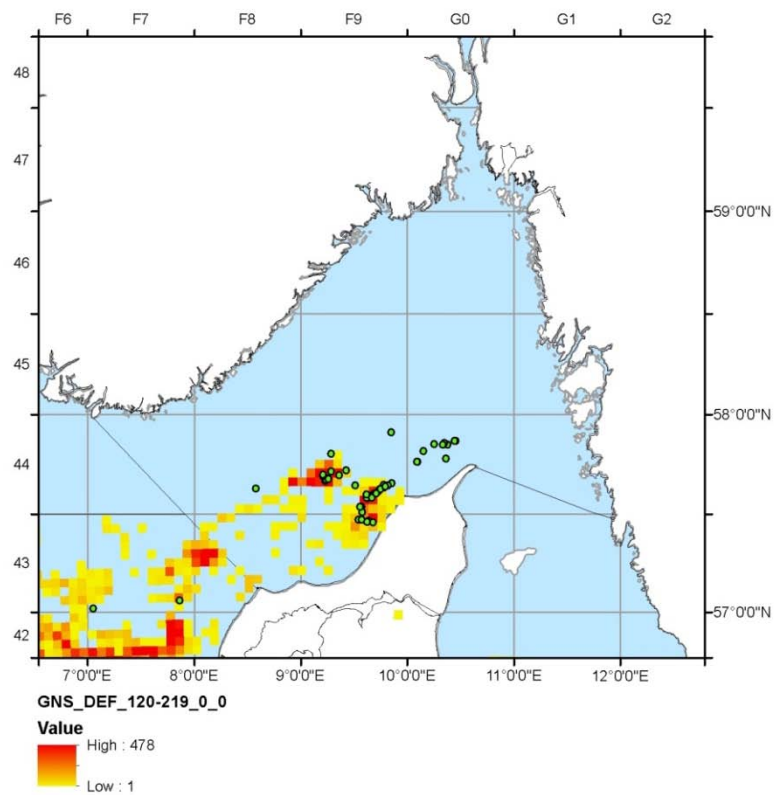 F6 F7 F8 F9 G0 G1 G2
48
47
59°0'0"N
46
45
58°0'0"N
44
43
57°0'0"N
42
7°0'0"E 8°0'0"E 9°0'0"E 10°0'0"E 11°0'0"E 12°0'0"E
GNS_DEF_120-219_0_0
Value
High : 478
Low : 1